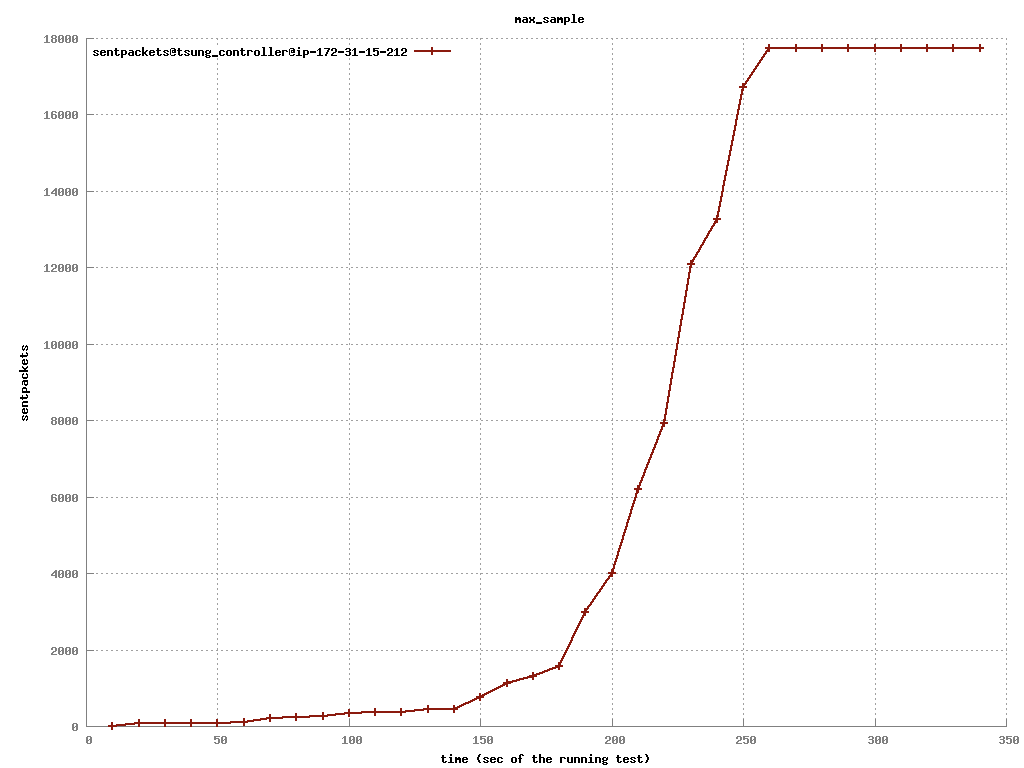 max_sample
sentpackets@tsung_controller@ip-172-31-15-212
18000
16000
14000
12000
10000
8000
6000
4000
2000
0
sentpackets
0 50 100 150 200 250 300 350
time (sec of the running test)